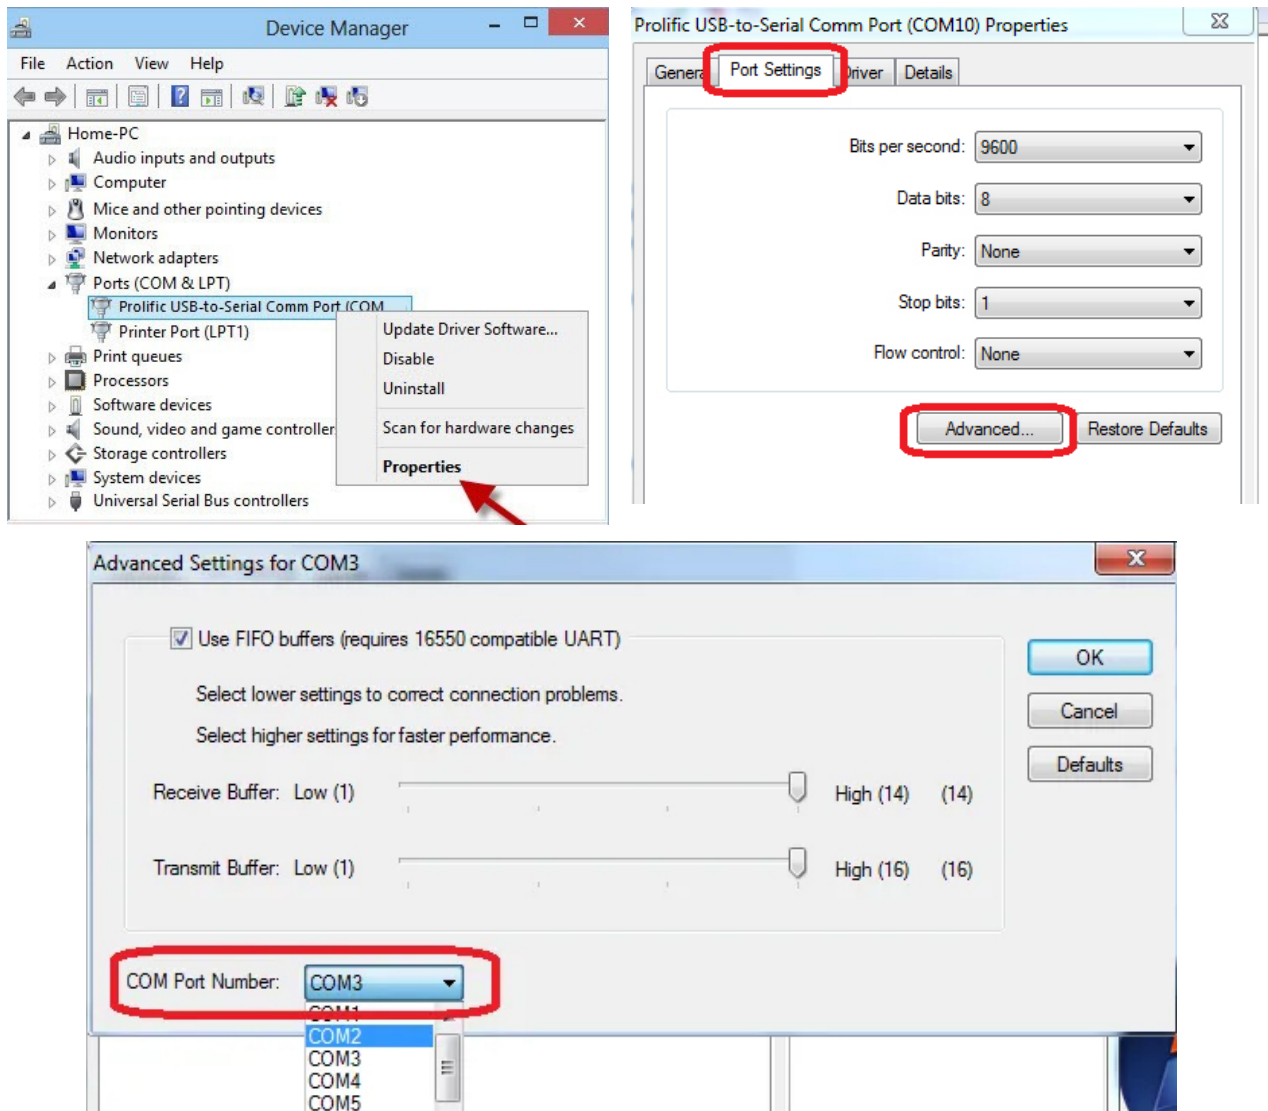 Device Manager
File Action View Help
Home-PC
Audio inputs and outputs
Computer
Mice and other pointing devices
Monitors
Network adapters
Ports (COM & LPT)
Prolific USB-to-Serial Comm Port (COM
Printer Port (LPT1)
Print queues
Processors
Software devices
Sound, video and game controller
Storage controllers
System devices
Universal Serial Bus controllers
Update Driver Software...
Disable
Uninstall
Scan for hardware changes
Properties
Prolific USB-to-Serial Comm Port (COM10) Properties
General Port Settings Driver Details
Bits per second: 9600
Data bits: 8
Parity: None
Stop bits: 1
Flow control: None
Advanced... Restore Defaults
Advanced Settings for COM3
Use FIFO buffers (requires 16550 compatible UART)
Select lower settings to correct connection problems.
Select higher settings for faster performance.
Receive Buffer: Low (1) High (14) (14)
Transmit Buffer: Low (1) High (16) (16)
OK
Cancel
Defaults
COM Port Number: COM3
COM1
COM2
COM3
COM4
COM5